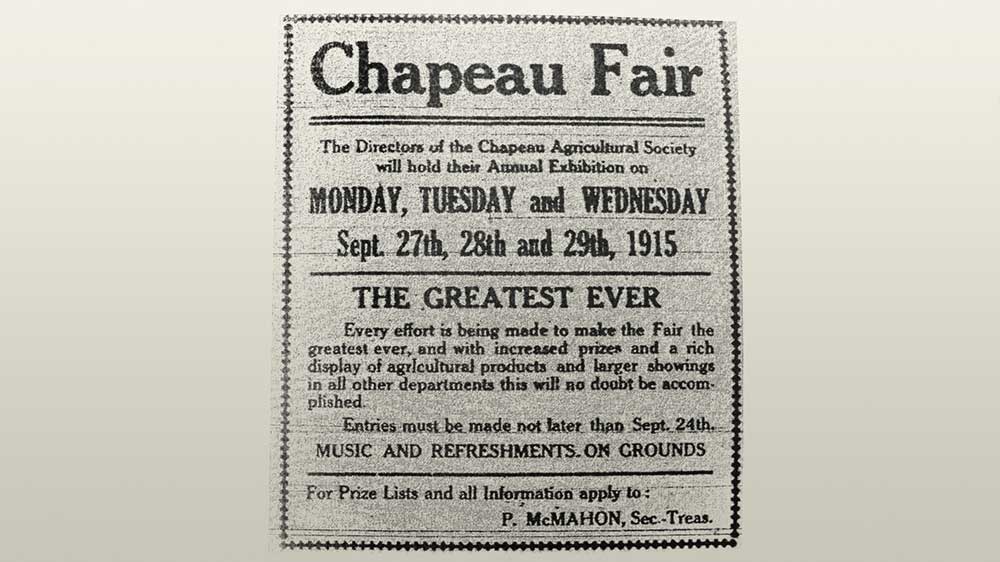 Chapeau Fair
The Directors of the Chapeau Agricultural Society
will hold their Annual Exhibition on
MONDAY, TUESDAY and WEDNESDAY
Sept. 27th, 28th and 29th, 1915
THE GREATEST EVER
Every effort is being made to make the Fair the
greatest ever, and with increased prizes and a rich
display of agricultural products and larger showings
in all other departments this will no doubt be accom-
plished.
Entries must be made not later than Sept. 24th.
MUSIC AND REFRESHMENTS ON GROUNDS
For Prize Lists and all Information apply to:
P. McMAHON, Sec.-Treas.